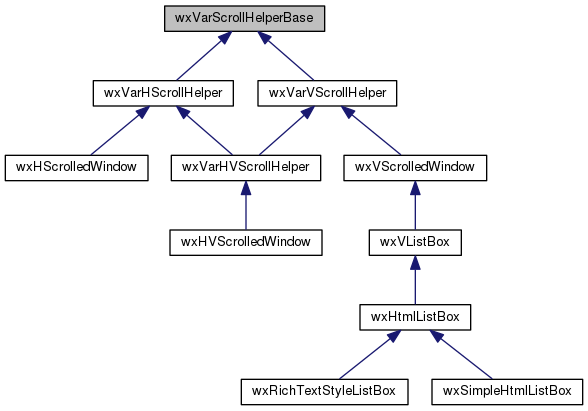 wxVarScrollHelperBase
wxVarHScrollHelper
wxVarVScrollHelper
wxHScrolledWindow
wxVarHVScrollHelper
wxVScrolledWindow
wxHVScrolledWindow
wxVListBox
wxHtmlListBox
wxRichTextStyleListBox
wxSimpleHtmlListBox